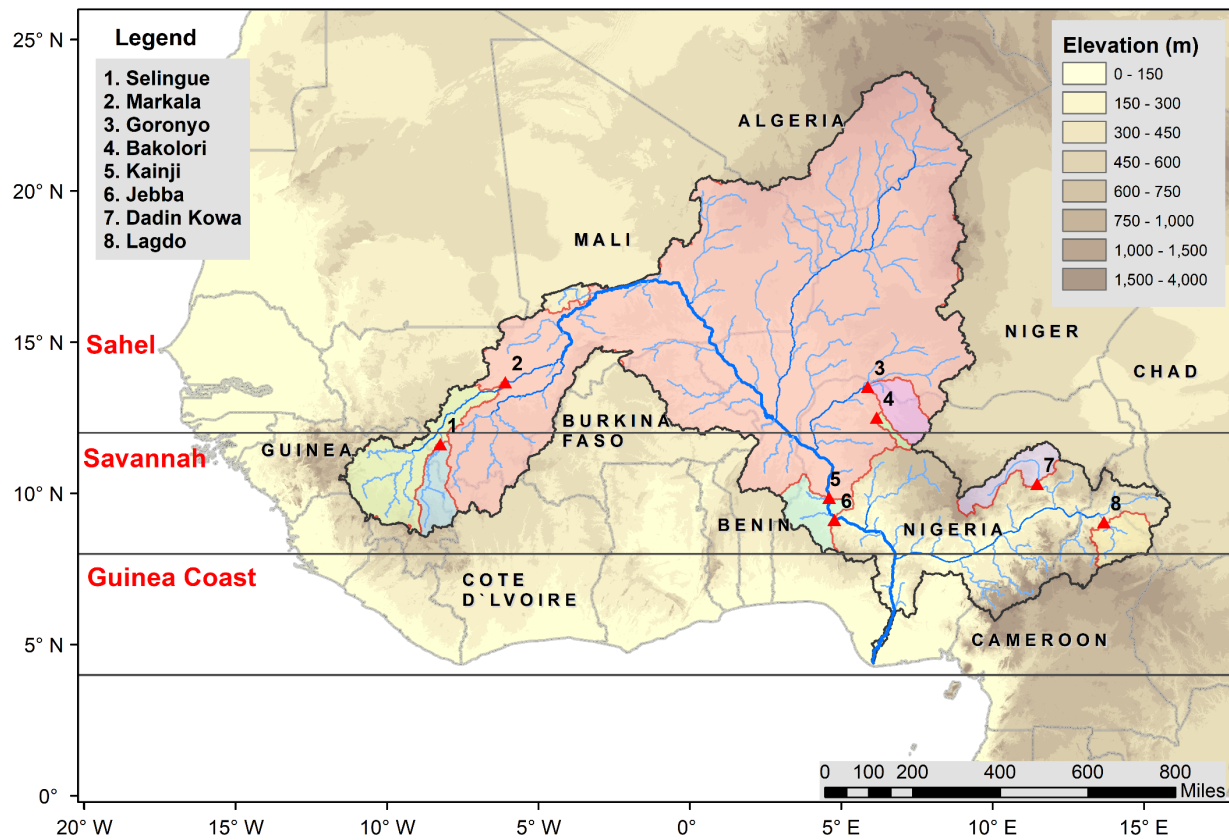 Legend
1. Selingue
2. Markala
3. Goronyo
4. Bakolori
5. Kainji
6. Jebba
7. Dadin Kowa
8. Lagdo
Elevation (m)
0 - 150
150 - 300
300 - 450
450 - 600
600 - 750
750 - 1,000
1,000 - 1,500
1,500 - 4,000
25° N
20° N
15° N
10° N
5° N
0°
ALGERIA
MALI
NIGER
CHAD
Sahel
2
3
4
BURKINA
FASO
1
GUINEA
Savannah
7
5
6
8
BENIN
NIGERIA
Guinea Coast
COTE
D`LVOIRE
CAMEROON
0 100 200 400 600 800
Miles
20° W 15° W 10° W 5° W 0° 5° E 10° E 15° E